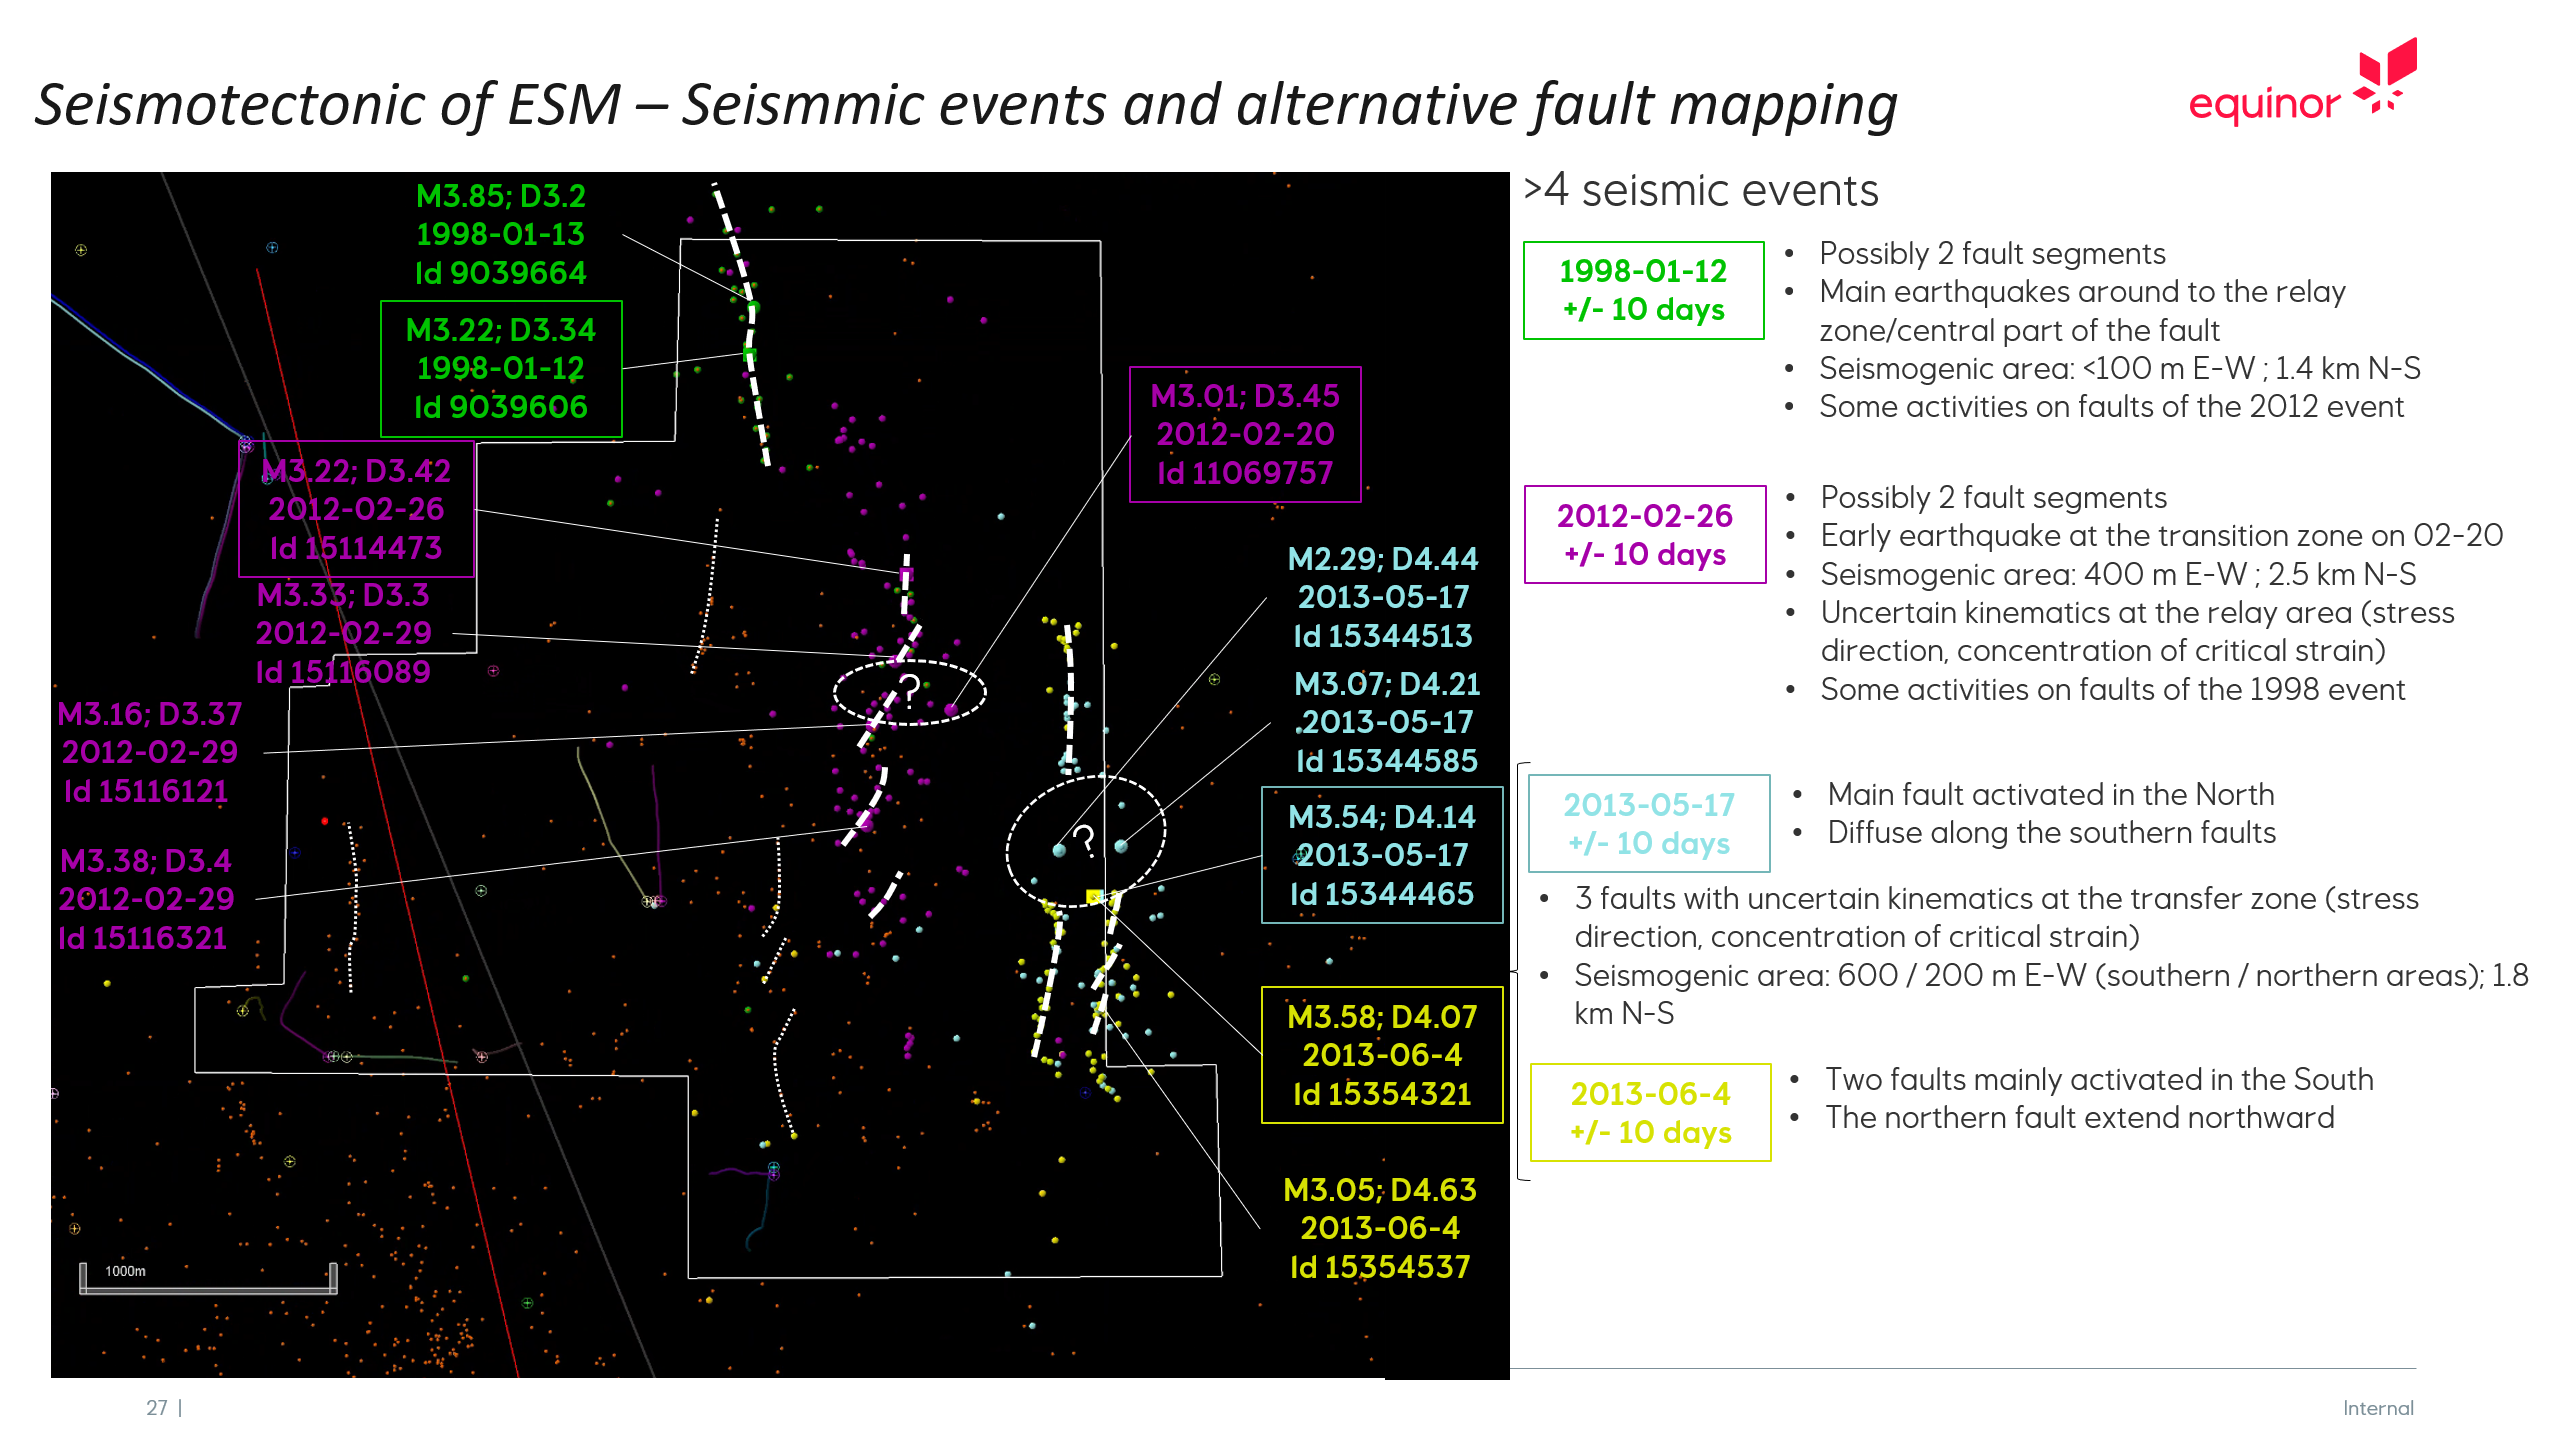 Seismotectonic of ESM – Seismmic events and alternative fault mapping
equinor
M3.85; D3.2
1998-01-13
Id 9039664
M3.22; D3.34
1998-01-12
Id 9039606
M3.22; D3.42
2012-02-26
Id 15114473
M3.33; D3.3
2012-02-29
Id 15116089
M3.16; D3.37
2012-02-29
Id 15116121
M3.38; D3.4
2012-02-29
Id 15116321
M3.01; D3.45
2012-02-20
Id 11069757
M2.29; D4.44
2013-05-17
Id 15344513
M3.07; D4.21
2013-05-17
Id 15344585
M3.54; D4.14
2013-05-17
Id 15344465
M3.58; D4.07
2013-06-4
Id 15354321
M3.05; D4.63
2013-06-4
Id 15354537
?
?
1000m
>4 seismic events
1998-01-12
+/- 10 days
• Possibly 2 fault segments
• Main earthquakes around to the relay
zone/central part of the fault
• Seismogenic area: <100 m E-W ; 1.4 km N-S
• Some activities on faults of the 2012 event
2012-02-26
+/- 10 days
• Possibly 2 fault segments
• Early earthquake at the transition zone on 02-20
• Seismogenic area: 400 m E-W ; 2.5 km N-S
• Uncertain kinematics at the relay area (stress
direction, concentration of critical strain)
• Some activities on faults of the 1998 event
2013-05-17
+/- 10 days
• Main fault activated in the North
• Diffuse along the southern faults
• 3 faults with uncertain kinematics at the transfer zone (stress
direction, concentration of critical strain)
• Seismogenic area: 600 / 200 m E-W (southern / northern areas); 1.8
km N-S
2013-06-4
+/- 10 days
• Two faults mainly activated in the South
• The northern fault extend northward
27 |
Internal